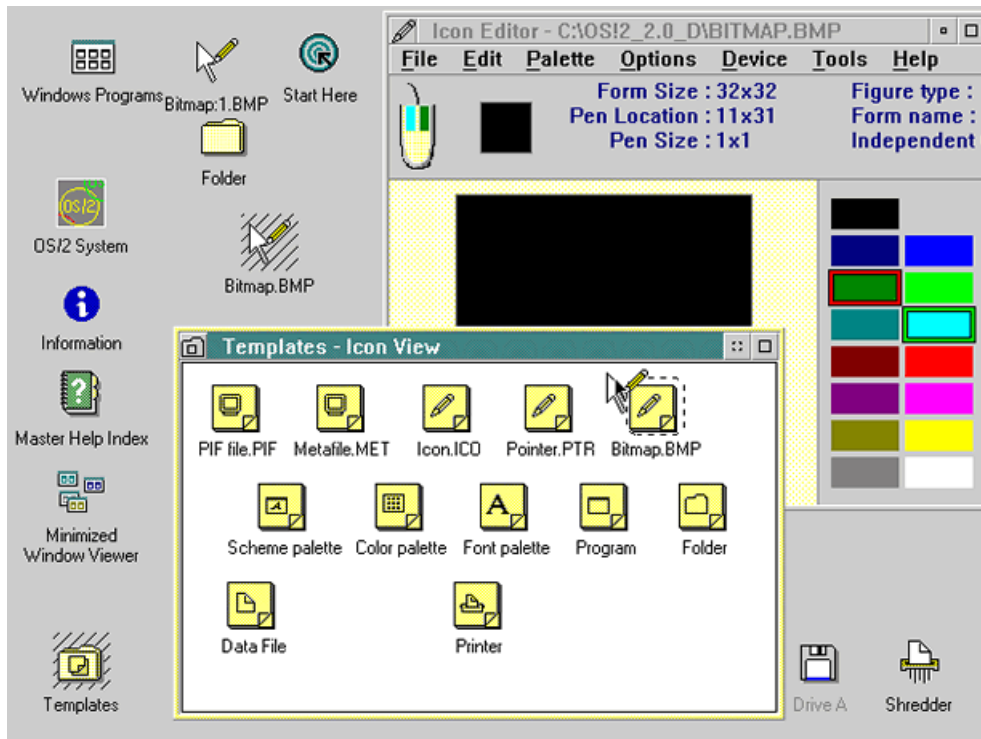 Icon Editor - C:\OS!2_2.0_D\BITMAP.BMP
File Edit Palette Options Device Tools Help
Form Size : 32x32
Pen Location : 11x31
Pen Size : 1x1
Figure type :
Form name :
Independent
Windows Programs
Bitmap:1.BMP
Start Here
Folder
OS/2
OS/2 System
Bitmap.BMP
Information
Master Help Index
Minimized
Window Viewer
Templates
Templates - Icon View
PIF file.PIF
Metafile.MET
Icon.ICO
Pointer.PTR
Bitmap.BMP
Scheme palette
Color palette
Font palette
Program
Folder
Data File
Printer
Drive A
Shredder